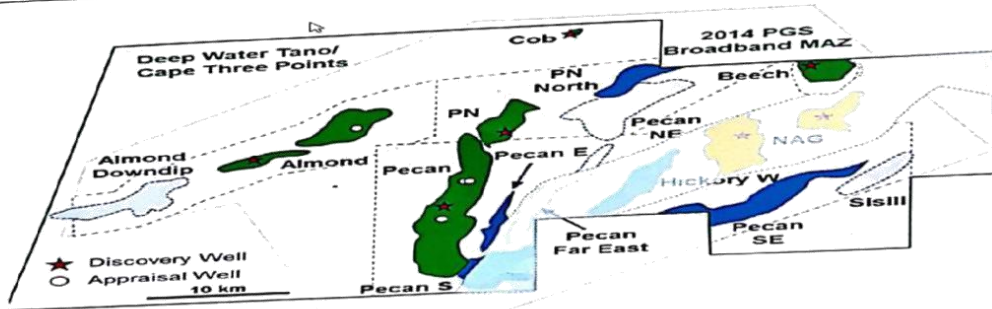 Deep Water Tano/
Cape Three Points
Cob
2014 PGS
Broadband MAZ
PN
North
Beech
PN
Pecan
NE
NAG
Almond
Downdip
Almond
Pecan
Pecan E
Hickory W
Sisili
Pecan
Far East
Pecan
SE
Discovery Well
Appraisal Well
10 km
Pecan S